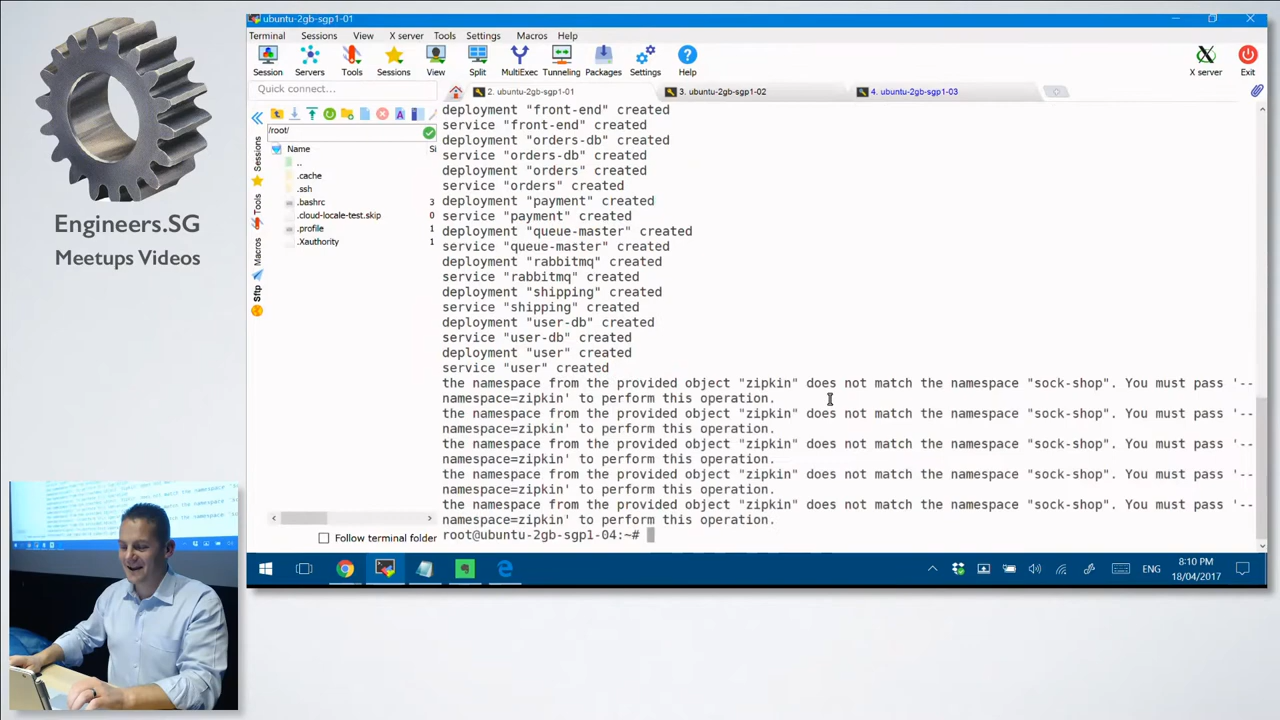 ubuntu-2gb-sgp1-01
Terminal Sessions View X server Tools Settings Macros Help
Session Servers Tools Sessions View Split MultiExec Tunneling Packages Settings Help X server Exit
Quick connect...
2. ubuntu-2gb-sgp1-01
3. ubuntu-2gb-sgp1-02
4. ubuntu-2gb-sgp1-03
/root/
Name Si
..
.cache
.ssh
.bashrc 3
.cloud-locale-test.skip 0
.profile 1
.Xauthority 1
Sessions
Tools
Macros
Sftp
Follow terminal folder
deployment "front-end" created
service "front-end" created
deployment "orders-db" created
service "orders-db" created
deployment "orders" created
service "orders" created
deployment "payment" created
service "payment" created
deployment "queue-master" created
service "queue-master" created
deployment "rabbitmq" created
service "rabbitmq" created
deployment "shipping" created
service "shipping" created
deployment "user-db" created
service "user-db" created
deployment "user" created
service "user" created
the namespace from the provided object "zipkin" does not match the namespace "sock-shop". You must pass '--
namespace=zipkin' to perform this operation.
the namespace from the provided object "zipkin" does not match the namespace "sock-shop". You must pass '--
namespace=zipkin' to perform this operation.
the namespace from the provided object "zipkin" does not match the namespace "sock-shop". You must pass '--
namespace=zipkin' to perform this operation.
the namespace from the provided object "zipkin" does not match the namespace "sock-shop". You must pass '--
namespace=zipkin' to perform this operation.
the namespace from the provided object "zipkin" does not match the namespace "sock-shop". You must pass '--
namespace=zipkin' to perform this operation.
root@ubuntu-2gb-sgp1-04:~#
ENG
8:10 PM
18/04/2017
Engineers.SG
Meetups Videos